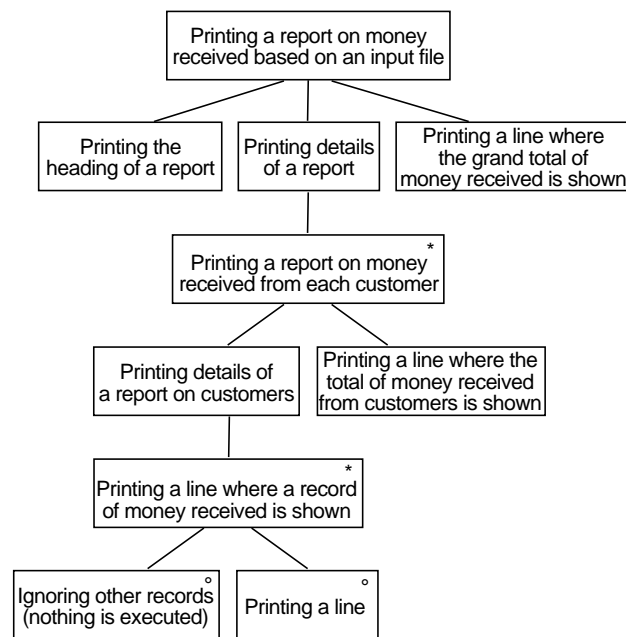 Printing a report on money
received based on an input file
Printing the
heading of a report
Printing details
of a report
Printing a line where
the grand total of
money received is shown
*
Printing a report on money
received from each customer
Printing details of
a report on customers
Printing a line where the
total of money received
from customers is shown
*
Printing a line where a record
of money received is shown
°
Ignoring other records
(nothing is executed)
°
Printing a line